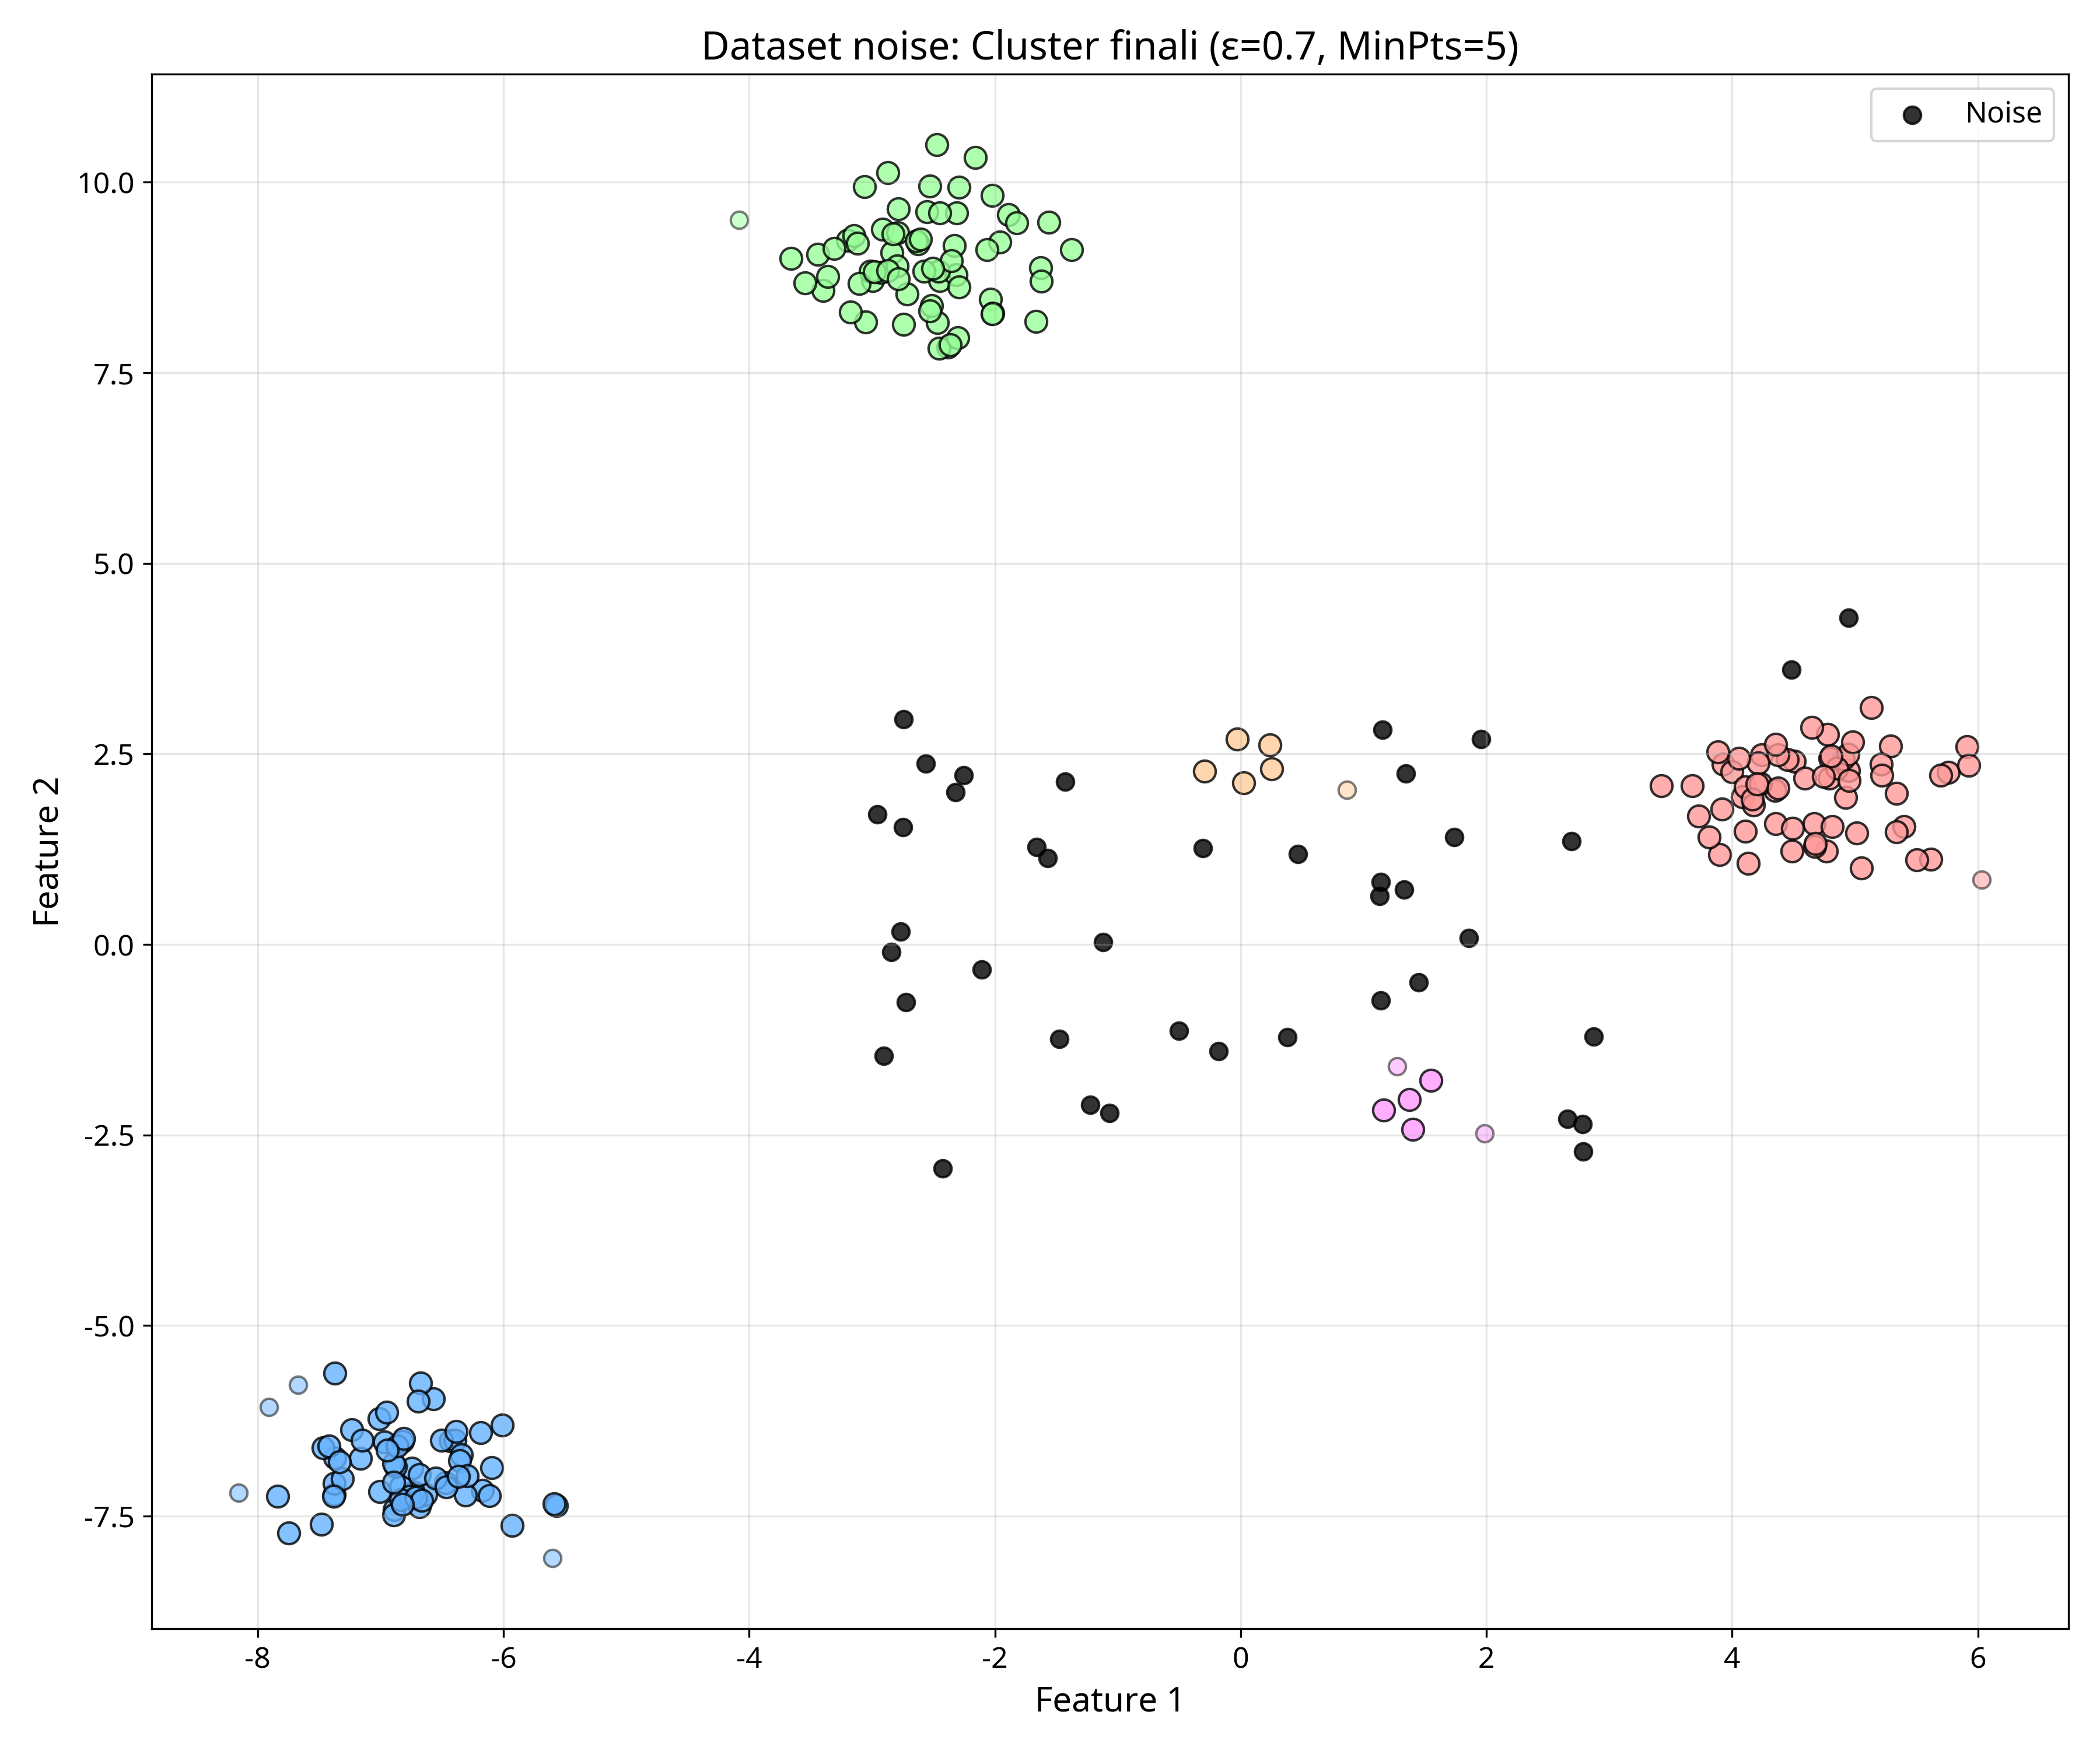 Dataset noise: Cluster finali (ε=0.7, MinPts=5)
Noise
10.0
7.5
5.0
2.5
0.0
-2.5
-5.0
-7.5
Feature 2
-8 -6 -4 -2 0 2 4 6
Feature 1